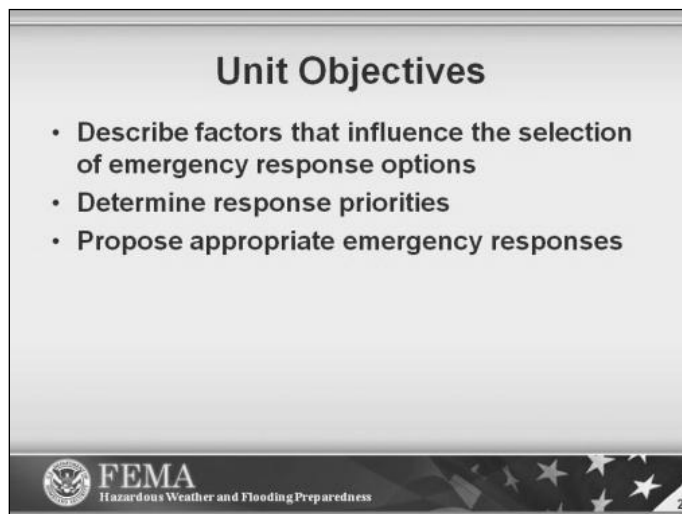 Unit Objectives
• Describe factors that influence the selection
of emergency response options
• Determine response priorities
• Propose appropriate emergency responses
FEMA
Hazardous Weather and Flooding Preparedness
2